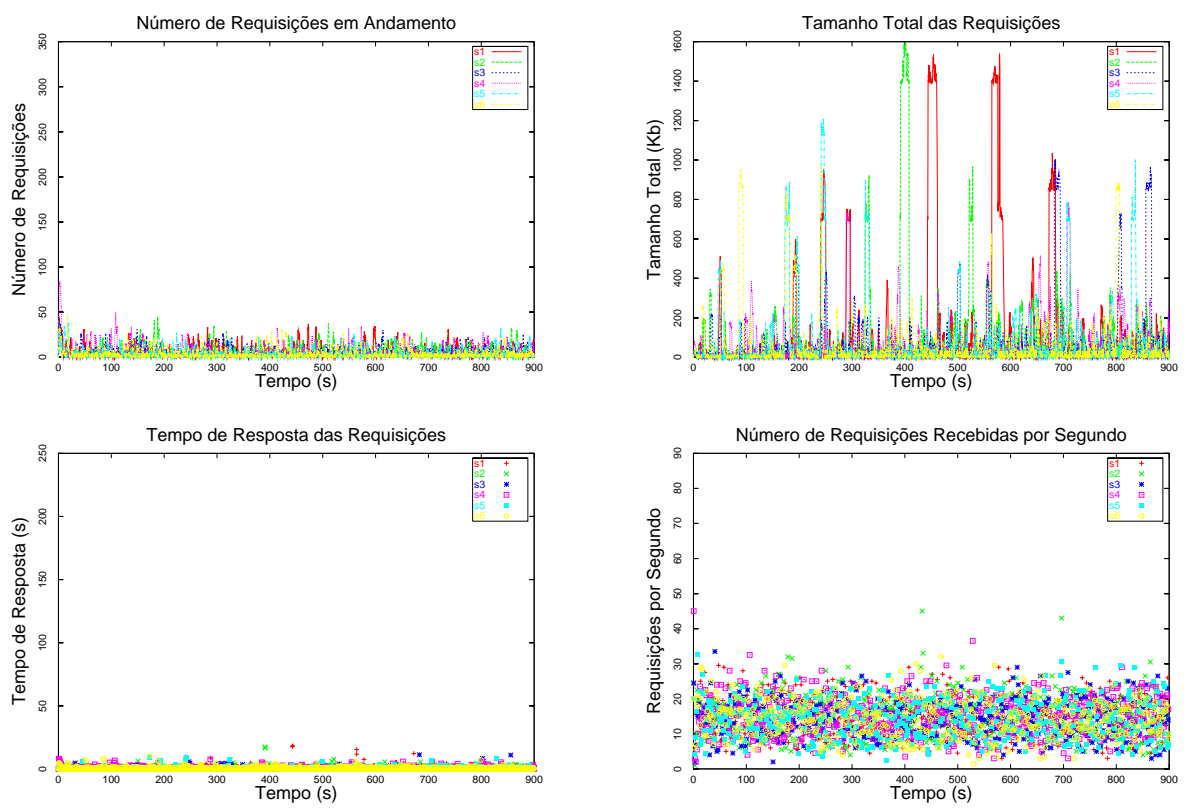 Número de Requisições em Andamento
Número de Requisições
350
300
250
200
150
100
50
0
s1
s2
s3
s4
s5
s6
0 100 200 300 400 500 600 700 800 900
Tempo (s)
Tamanho Total das Requisições
Tamanho Total (Kb)
1600
1400
1200
1000
800
600
400
200
0
s1
s2
s3
s4
s5
s6
0 100 200 300 400 500 600 700 800 900
Tempo (s)
Tempo de Resposta das Requisições
Tempo de Resposta (s)
250
200
150
100
50
0
s1
s2
s3
s4
s5
s6
0 100 200 300 400 500 600 700 800 900
Tempo (s)
Número de Requisições Recebidas por Segundo
Requisições por Segundo
90
80
70
60
50
40
30
20
10
0
s1
s2
s3
s4
s5
s6
0 100 200 300 400 500 600 700 800 900
Tempo (s)